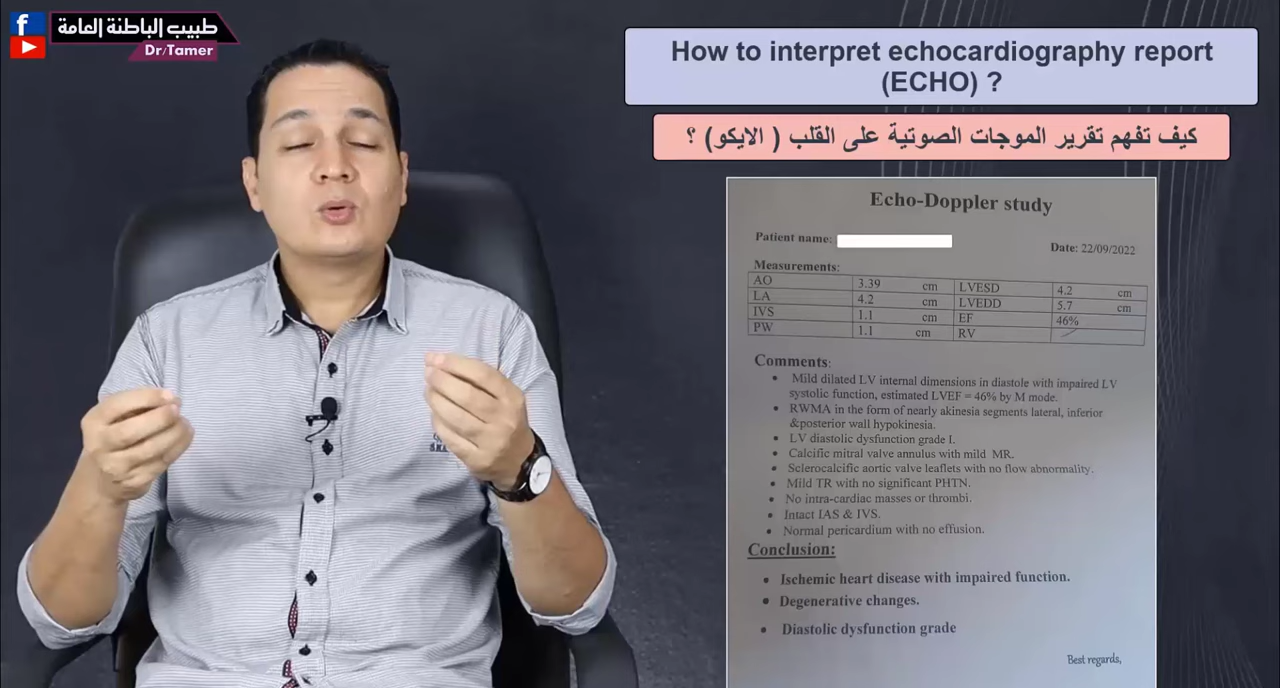 طبيب الباطنة العامة
Dr/Tamer
How to interpret echocardiography report
(ECHO) ?
كيف تفهم تقرير الموجات الصوتية على القلب ( الايكو) ؟
Echo-Doppler study
Patient name:
Date: 22/09/2022
Measurements:
AO 3.39 cm LVESD 4.2 cm
LA 4.2 cm LVEDD 5.7 cm
IVS 1.1 cm EF 46%
PW 1.1 cm RV
Comments:
• Mild dilated LV internal dimensions in diastole with impaired LV
systolic function, estimated LVEF = 46% by M mode.
• RWMA in the form of nearly akinesia segments lateral, inferior
&posterior wall hypokinesia.
• LV diastolic dysfunction grade I.
• Calcific mitral valve annulus with mild MR.
• Sclerocalcific aortic valve leaflets with no flow abnormality.
• Mild TR with no significant PHTN.
• No intra-cardiac masses or thrombi.
• Intact IAS & IVS.
• Normal pericardium with no effusion.
Conclusion:
• Ischemic heart disease with impaired function.
• Degenerative changes.
• Diastolic dysfunction grade
Best regards,